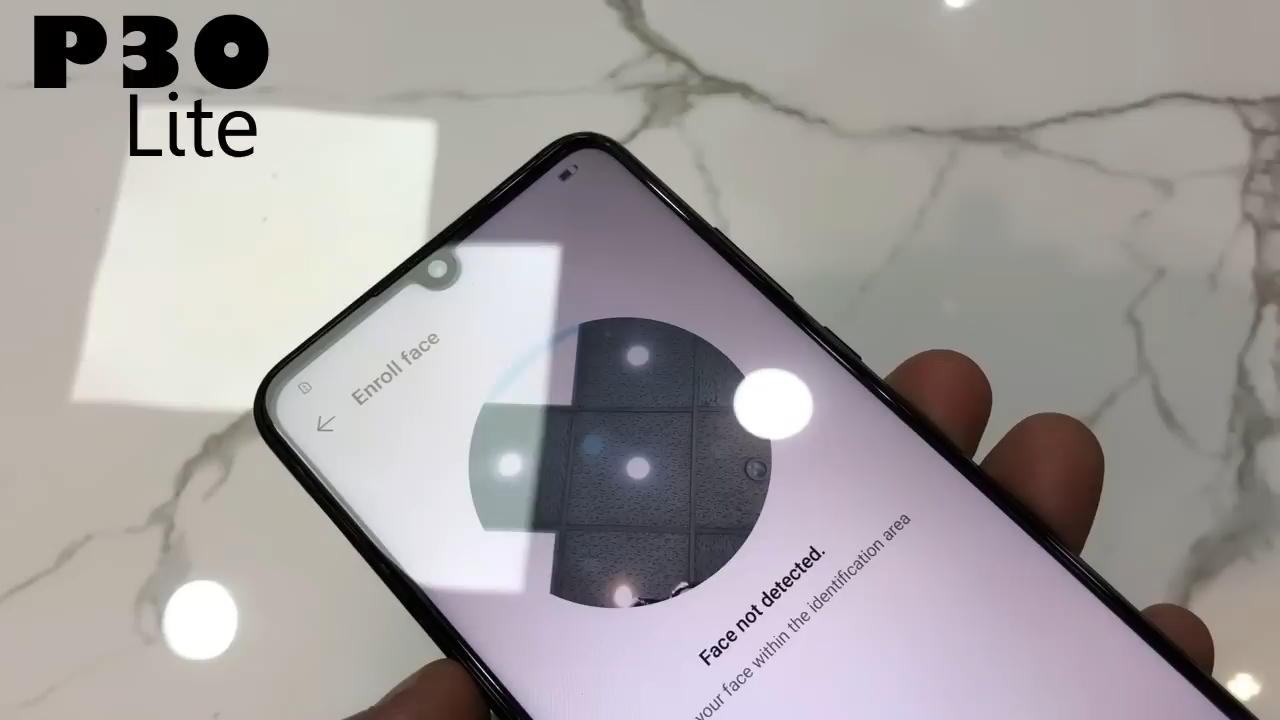 P30
Lite
Enroll face
Face not detected.
your face within the identification area